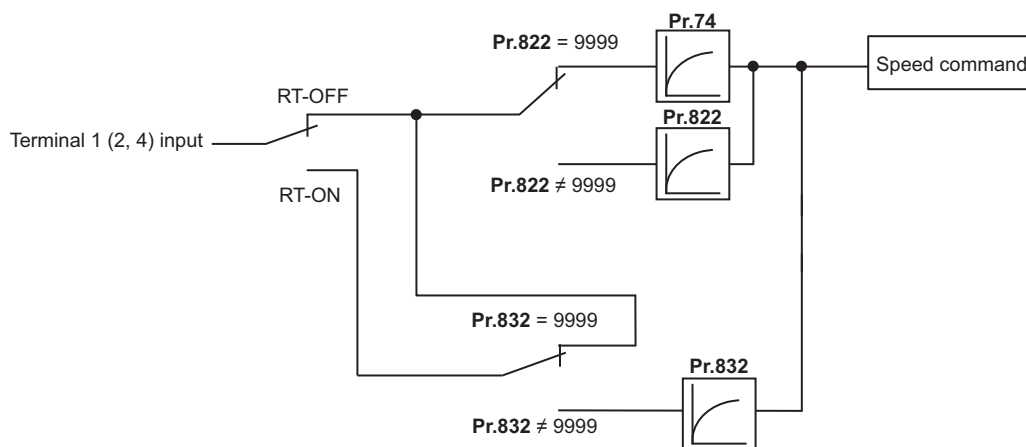 Pr.74
Pr.822 = 9999
Speed command
RT-OFF
Terminal 1 (2, 4) input
Pr.822
Pr.822 ≠ 9999
RT-ON
Pr.832 = 9999
Pr.832
Pr.832 ≠ 9999